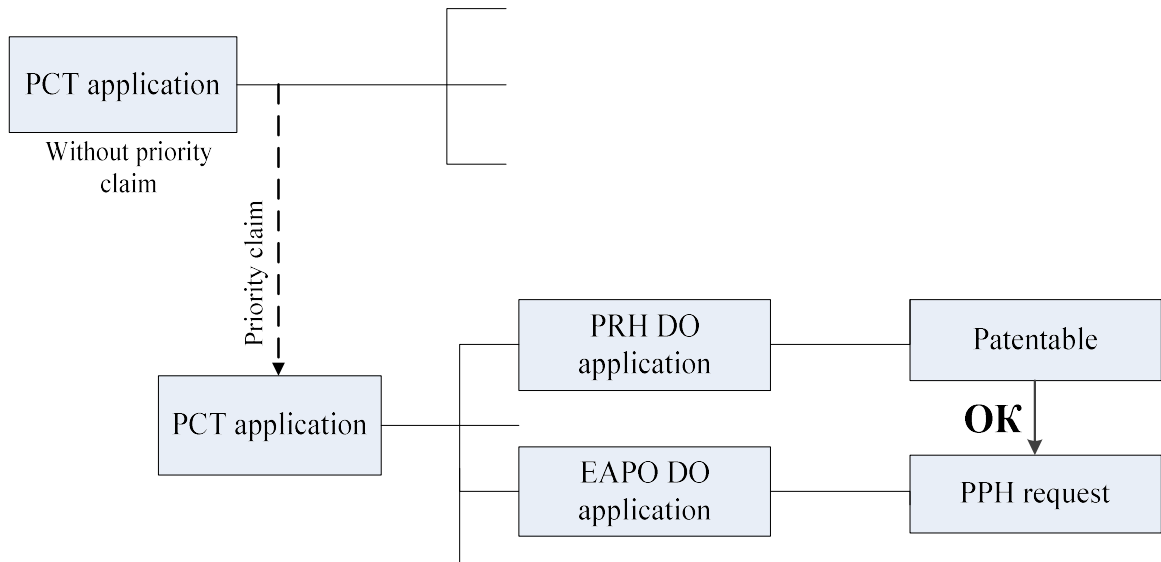 PCT application
Without priority
claim
Priority claim
PRH DO
application
Patentable
PCT application
OK
EAPO DO
application
PPH request